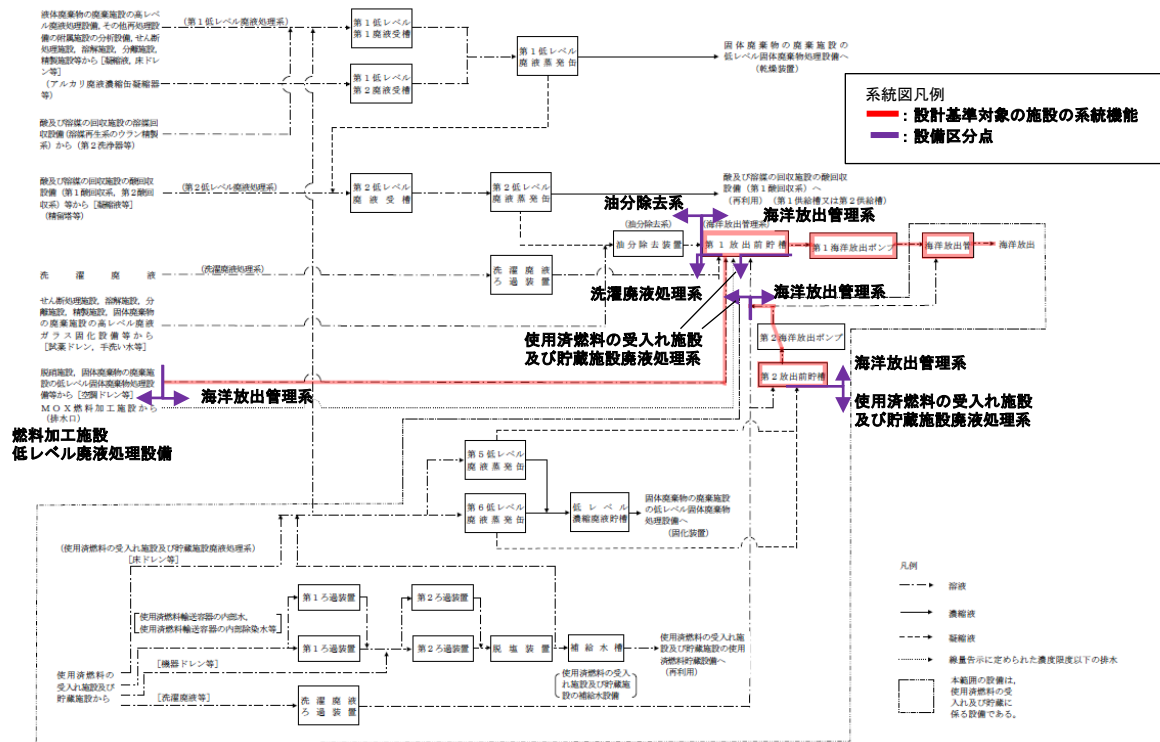 液体廃棄物の廃棄施設の高レベ
ル廃液処理設備，その他再処理設
備の附属施設の分析設備，せん断
処理施設，溶解施設，分離施設，
精製施設等から［凝縮液，床ドレ
ン等］
（アルカリ廃液濃縮缶凝縮器
等）
（第１低レベル廃液処理系）
第１低レベル
第１廃液受槽
第１低レベル
第２廃液受槽
第１低レベル
廃液蒸発缶
固体廃棄物の廃棄施設の
低レベル固体廃棄物処理設備へ
（乾燥装置）
系統図凡例
：設計基準対象の施設の系統機能
：設備区分点
酸及び溶媒の回収施設の溶媒回
収設備（溶媒再生系のウラン精製
系）から（第２洗浄器等）
酸及び溶媒の回収施設の酸回収
設備（第１酸回収系，第２酸回
収系）等から［凝縮液等］
（精留塔等）
（第２低レベル廃液処理系）
第２低レベル
廃液受槽
第２低レベル
廃液蒸発缶
酸及び溶媒の回収施設の酸回収
設備（第１酸回収系）へ
（再利用）（第１供給槽又は第２供給槽）
油分除去系
海洋放出管理系
（油分除去系）
（海洋放出管理系）
油分除去装置
第１放出前貯槽
第１海洋放出ポンプ
海洋放出管
海洋放出
洗濯廃液
（洗濯廃液処理系）
洗濯廃液
ろ過装置
洗濯廃液処理系
海洋放出管理系
せん断処理施設，溶解施設，分
離施設，精製施設，固体廃棄物
の廃棄施設の高レベル廃液
ガラス固化設備等から
［試薬ドレン，手洗い水等］
使用済燃料の受入れ施設
及び貯蔵施設廃液処理系
第２海洋放出ポンプ
第２放出前貯槽
海洋放出管理系
使用済燃料の受入れ施設
及び貯蔵施設廃液処理系
脱硝施設，固体廃棄物の廃棄施
設の低レベル固体廃棄物処理設
備等から［空調ドレン等］
海洋放出管理系
ＭＯＸ燃料加工施設から
（排水口）
燃料加工施設
低レベル廃液処理設備
第５低レベル
廃液蒸発缶
第６低レベル
廃液蒸発缶
低レベル
濃縮廃液貯槽
固体廃棄物の廃棄施設
の低レベル固体廃棄物
処理設備へ
（固化装置）
（使用済燃料の受入れ施設及び貯蔵施設廃液処理系）
［床ドレン等］
第１ろ過装置
第２ろ過装置
使用済燃料輸送容器の内部水，
使用済燃料輸送容器の内部除染水等
第１ろ過装置
第２ろ過装置
脱塩装置
補給水槽
使用済燃料の受入れ施
設及び貯蔵施設の使用
済燃料貯蔵設備へ
（再利用）
［機器ドレン等］
使用済燃料の受入
れ施設及び貯蔵施
設の補給水設備
使用済燃料の
受入れ施設及び
貯蔵施設から
［洗濯廃液等］
洗濯廃液
ろ過装置
凡例
溶液
濃縮液
凝縮液
線量告示に定められた濃度限度以下の排水
本範囲の設備は，
使用済燃料の受
入れ及び貯蔵に
係る設備である。